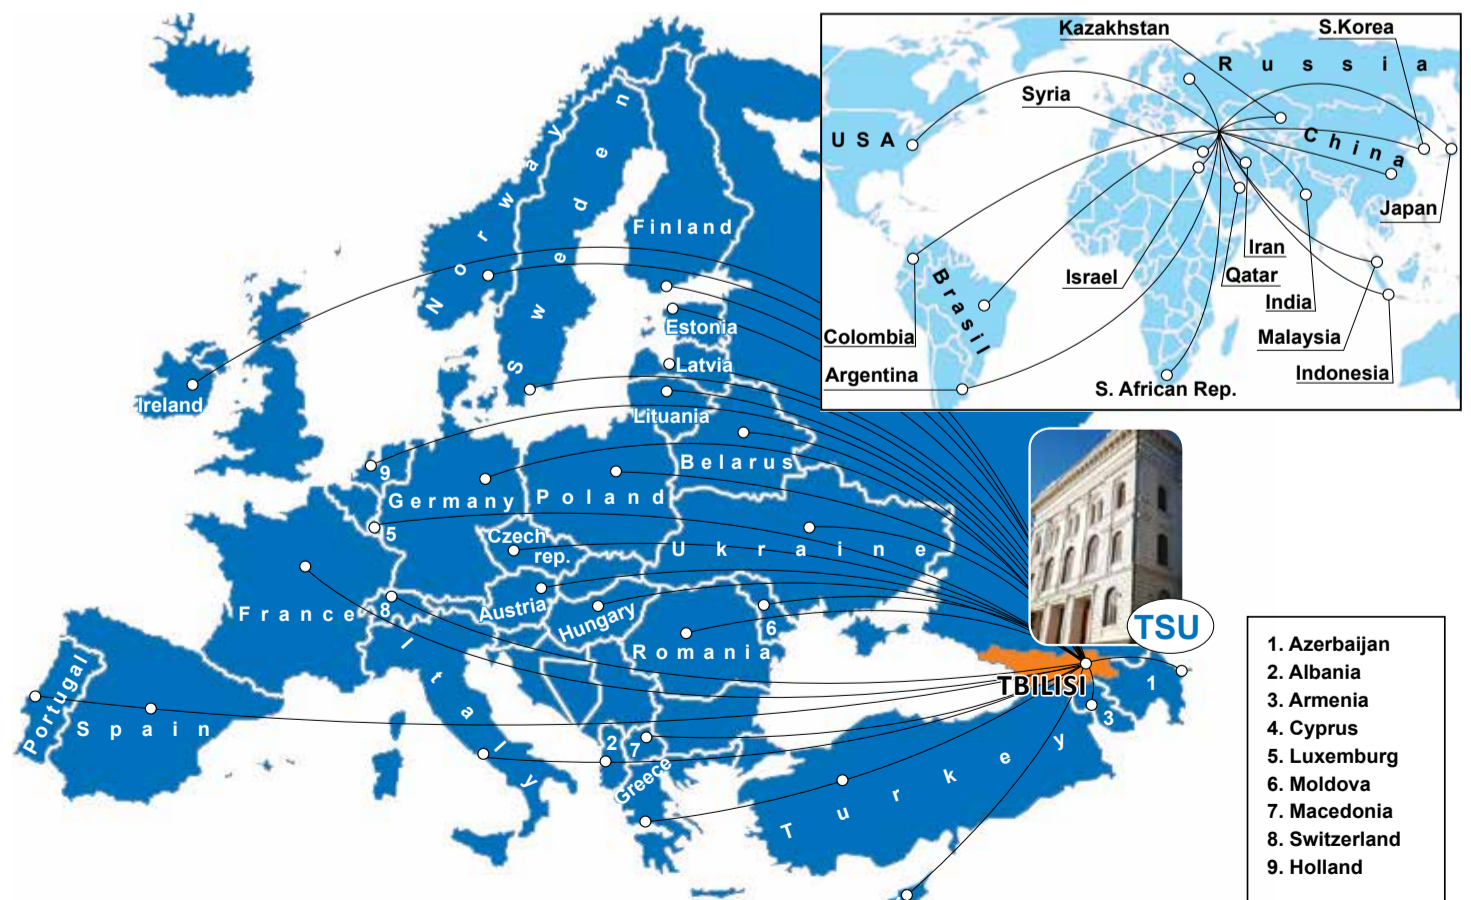 Norway
Sweden
Finland
Estonia
Latvia
Lituania
Ireland
Belarus
9
Germany
Poland
5
Czech
rep.
Ukraine
8
France
Austria
Hungary
6
Romania
Italy
Portugal
Spain
2
7
Greece
Turkey
TBILISI
TSU
1
3
Kazakhstan
S.Korea
Russia
Syria
USA
China
Japan
Iran
Israel
Qatar
India
Brasil
Colombia
Malaysia
Argentina
Indonesia
S. African Rep.
1. Azerbaijan
2. Albania
3. Armenia
4. Cyprus
5. Luxemburg
6. Moldova
7. Macedonia
8. Switzerland
9. Holland